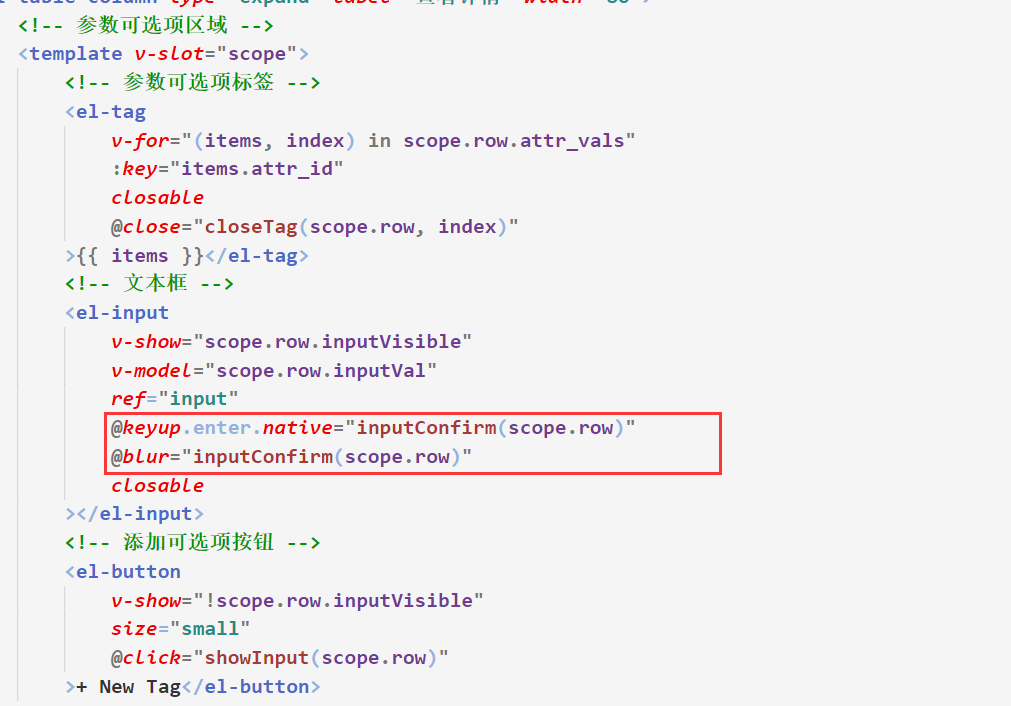 <!-- 参数可选项区域 -->
<template v-slot="scope">
<!-- 参数可选项标签 -->
<el-tag
v-for="(items, index) in scope.row.attr_vals"
:key="items.attr_id"
closable
@close="closeTag(scope.row, index)"
>{{ items }}</el-tag>
<!-- 文本框 -->
<el-input
v-show="scope.row.inputVisible"
v-model="scope.row.inputVal"
ref="input"
@keyup.enter.native="inputConfirm(scope.row)"
@blur="inputConfirm(scope.row)"
closable
></el-input>
<!-- 添加可选项按钮 -->
<el-button
v-show="!scope.row.inputVisible"
size="small"
@click="showInput(scope.row)"
>+ New Tag</el-button>